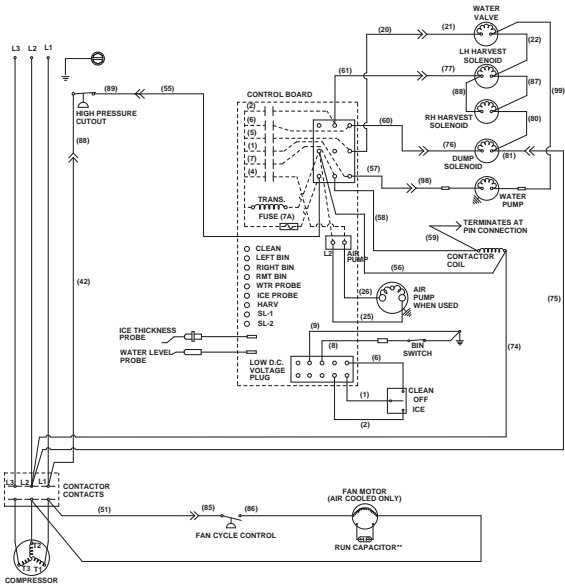 WATER
VALVE
(20)
(21)
(22)
L3 L2 L1
LH HARVEST
SOLENOID
(61)
(77)
(99)
(89)
(55)
HIGH PRESSURE
CUTOUT
CONTROL BOARD
(88)
(87)
(2)
(6)
(5)
(1)
(7)
(4)
RH HARVEST
SOLENOID
(60)
(80)
(88)
(76)
DUMP
SOLENOID
(81)
(57)
(98)
WATER
PUMP
TRANS.
FUSE (7A)
(58)
(59)
TERMINATES AT
PIN CONNECTION
CONTACTOR
COIL
L2
AIR
PUMP
(56)
CLEAN
LEFT BIN
RIGHT BIN
RMT BIN
WTR PROBE
ICE PROBE
HARV
SL-1
SL-2
(42)
(26)
AIR
PUMP
WHEN USED
(25)
(75)
(74)
ICE THICKNESS
PROBE
WATER LEVEL
PROBE
(9)
(8)
BIN
SWITCH
LOW D.C.
VOLTAGE
PLUG
(6)
(1)
(2)
CLEAN
OFF
ICE
L3 L2 L1
CONTACTOR
CONTACTS
(51)
(85)
(86)
FAN CYCLE CONTROL
FAN MOTOR
(AIR COOLED ONLY)
RUN CAPACITOR**
T2
T3 T1
COMPRESSOR